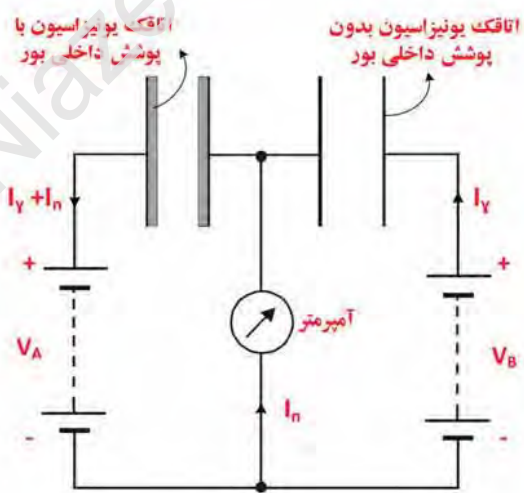 اتاقک یونیزاسیون با
پوشش داخلی بور
اتاقک یونیزاسیون بدون
پوشش داخلی بور
Iγ +In
Iγ
+
+
VA
آمپرمتر
VB
In
-
-
Niaze